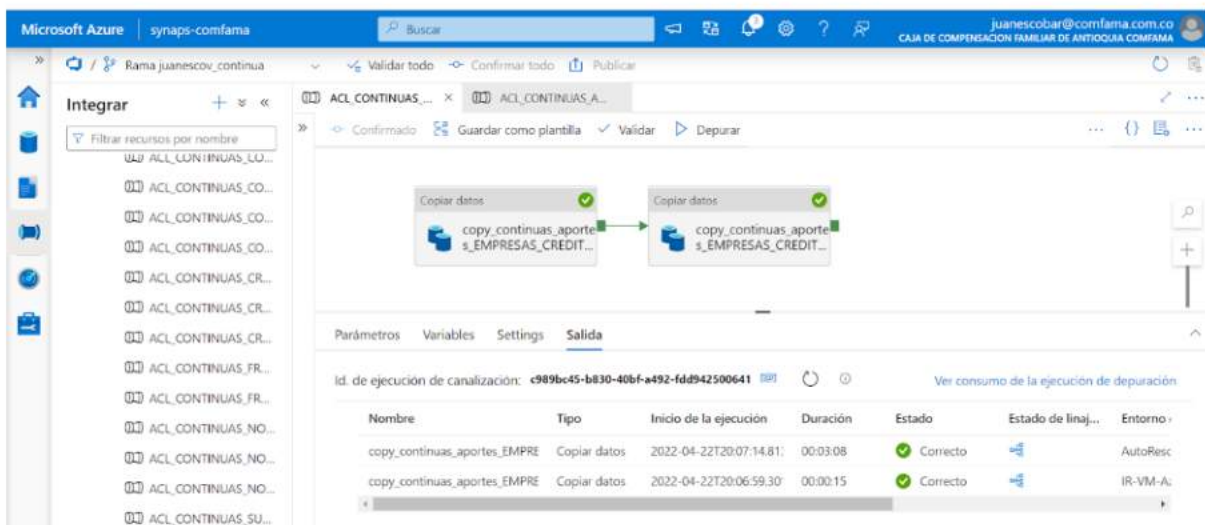 Microsoft Azure synaps-comfama
Buscar
juanescobar@comfama.com.co
CAJA DE COMPENSACION FAMILIAR DE ANTIOQUIA COMFAMA
» / Rama juanescov_continua Validar todo Confirmar todo Publicar
Integrar + «
ACL_CONTINUAS_... × ACL_CONTINUAS_A...
Filtrar recursos por nombre
» Confirmado Guardar como plantilla Validar Depurar ... {} ...
ACL_CONTINUAS_LO...
ACL_CONTINUAS_CO...
ACL_CONTINUAS_CO...
ACL_CONTINUAS_CO...
ACL_CONTINUAS_CR...
ACL_CONTINUAS_CR...
ACL_CONTINUAS_CR...
ACL_CONTINUAS_FR...
ACL_CONTINUAS_FR...
ACL_CONTINUAS_NO...
ACL_CONTINUAS_NO...
ACL_CONTINUAS_NO...
ACL_CONTINUAS_SU...
Copiar datos
copy_continuas_aporte
s_EMPRESAS_CREDIT...
Copiar datos
copy_continuas_aporte
s_EMPRESAS_CREDIT...
Parámetros Variables Settings Salida
Id. de ejecución de canalización: c989bc45-b830-40bf-a492-fdd942500641 Ver consumo de la ejecución de depuración
Nombre Tipo Inicio de la ejecución Duración Estado Estado de linaj... Entorno
copy_continuas_aportes_EMPRE Copiar datos 2022-04-22T20:07:14.81 00:03:08 Correcto AutoResc
copy_continuas_aportes_EMPRE Copiar datos 2022-04-22T20:06:59.30 00:00:15 Correcto IR-VM-A